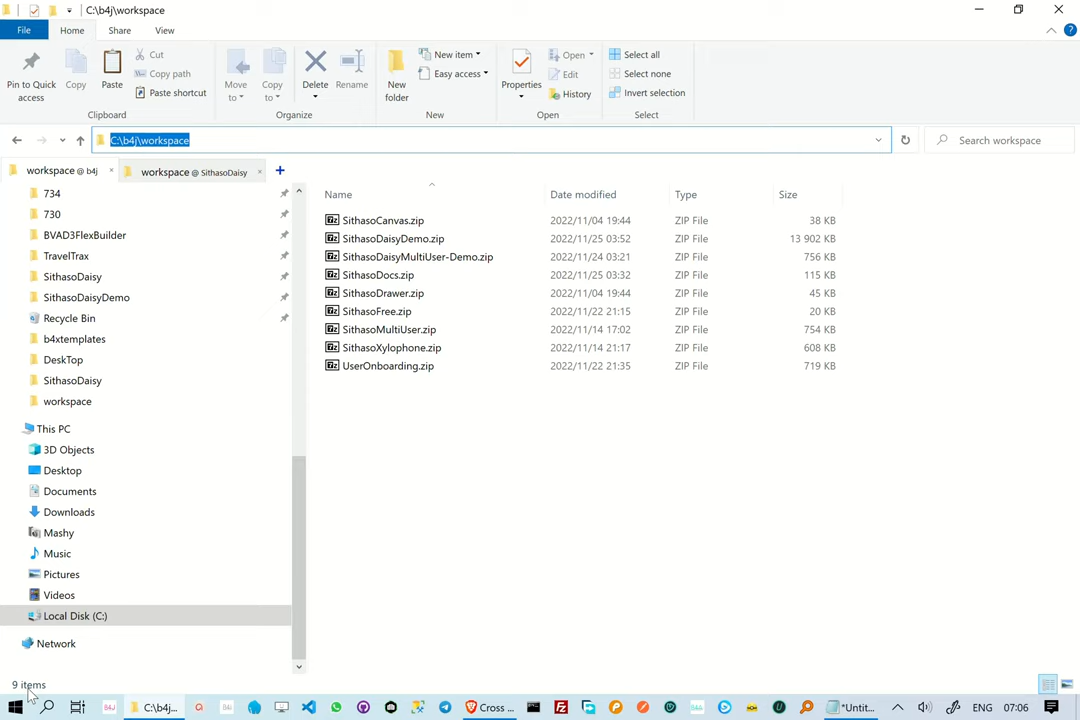 C:\b4j\workspace
File Home Share View
Pin to Quick access
Copy
Paste
Cut
Copy path
Paste shortcut
Clipboard
Move to
Copy to
Delete
Rename
Organize
New folder
New item
Easy access
New
Properties
Open
Edit
History
Open
Select all
Select none
Invert selection
Select
C:\b4j\workspace
Search workspace
workspace @ b4j
workspace @ SithasoDaisy
734
730
BVAD3FlexBuilder
TravelTrax
SithasoDaisy
SithasoDaisyDemo
Recycle Bin
b4xtemplates
DeskTop
SithasoDaisy
workspace
This PC
3D Objects
Desktop
Documents
Downloads
Mashy
Music
Pictures
Videos
Local Disk (C:)
Network
Name Date modified Type Size
SithasoCanvas.zip 2022/11/04 19:44 ZIP File 38 KB
SithasoDaisyDemo.zip 2022/11/25 03:52 ZIP File 13 902 KB
SithasoDaisyMultiUser-Demo.zip 2022/11/24 03:21 ZIP File 756 KB
SithasoDocs.zip 2022/11/25 03:32 ZIP File 115 KB
SithasoDrawer.zip 2022/11/04 19:44 ZIP File 45 KB
SithasoFree.zip 2022/11/22 21:15 ZIP File 20 KB
SithasoMultiUser.zip 2022/11/14 17:02 ZIP File 754 KB
SithasoXylophone.zip 2022/11/14 21:17 ZIP File 608 KB
UserOnboarding.zip 2022/11/22 21:35 ZIP File 719 KB
9 items
C:\b4j... Cross ... *Untit... ENG 07:06